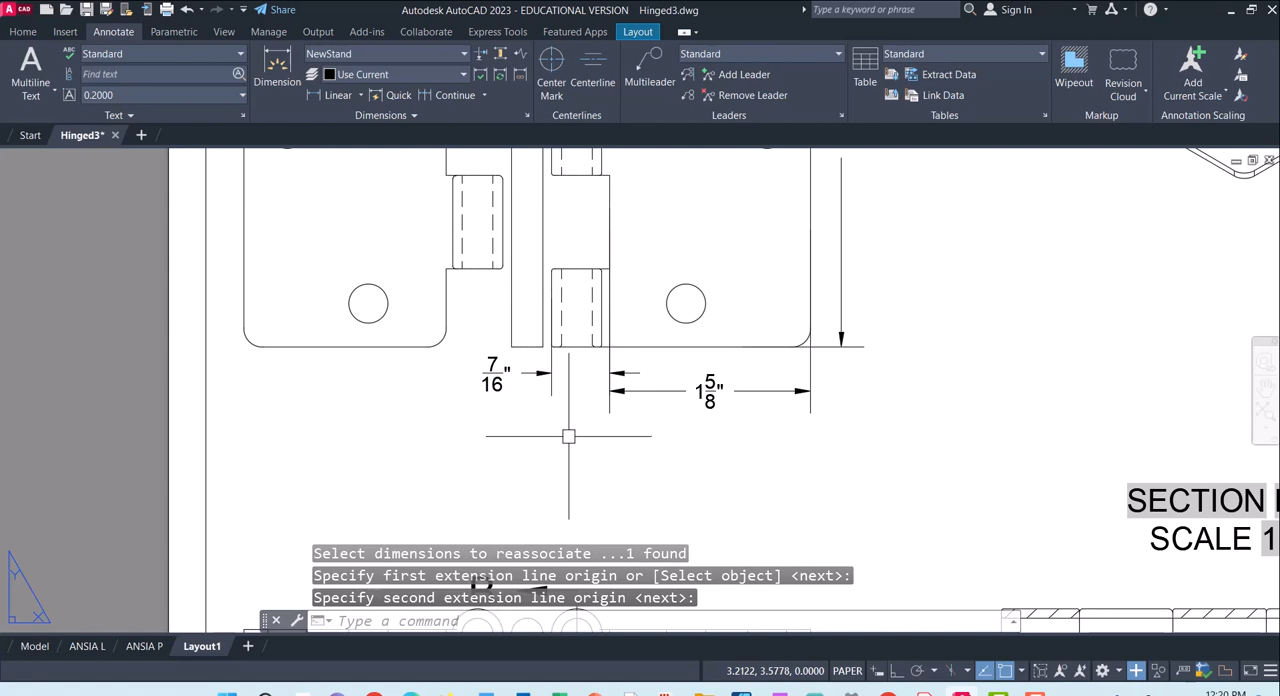 CAD
Share
Autodesk AutoCAD 2023 - EDUCATIONAL VERSION Hinged3.dwg
Type a keyword or phrase
Sign In
Home Insert Annotate Parametric View Manage Output Add-ins Collaborate Express Tools Featured Apps Layout
A
Multiline
Text
ABC
Standard
Find text
0.2000
Text
Dimension
NewStand
Use Current
Linear
Quick
Continue
Dimensions
Center
Mark
Centerline
Centerlines
Multileader
Standard
Add Leader
Remove Leader
Leaders
Table
Standard
Extract Data
Link Data
Tables
Wipeout
Revision
Cloud
Markup
Add
Current Scale
Annotation Scaling
Start
Hinged3*
7/16"
1 5/8"
SECTION
SCALE 1
Select dimensions to reassociate ...1 found
Specify first extension line origin or [Select object] <next>:
Specify second extension line origin <next>:
Type a command
Y
X
Model ANSIA L ANSIA P Layout1
3.2122, 3.5778, 0.0000 PAPER
12:20 PM